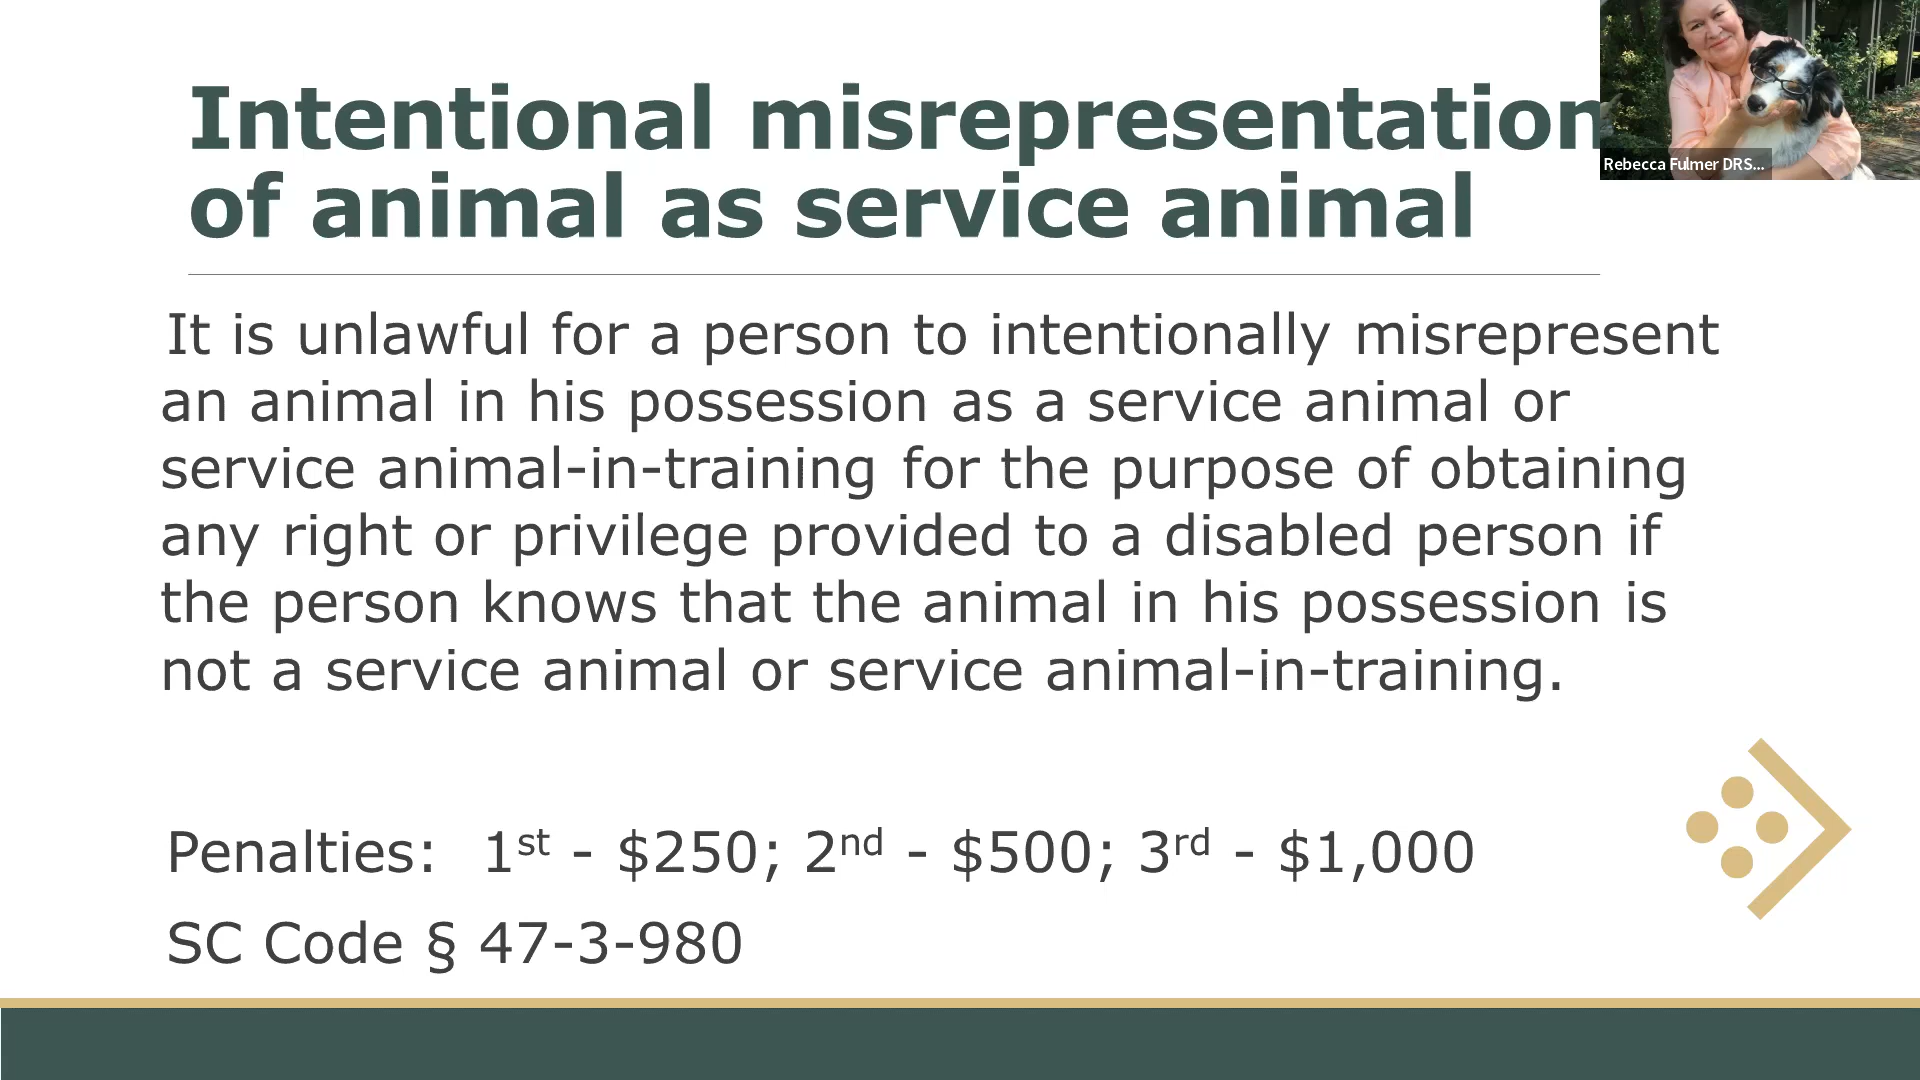 Intentional misrepresentation
of animal as service animal
Rebecca Fulmer DRS...
It is unlawful for a person to intentionally misrepresent
an animal in his possession as a service animal or
service animal-in-training for the purpose of obtaining
any right or privilege provided to a disabled person if
the person knows that the animal in his possession is
not a service animal or service animal-in-training.
Penalties: 1st - $250; 2nd - $500; 3rd - $1,000
SC Code § 47-3-980